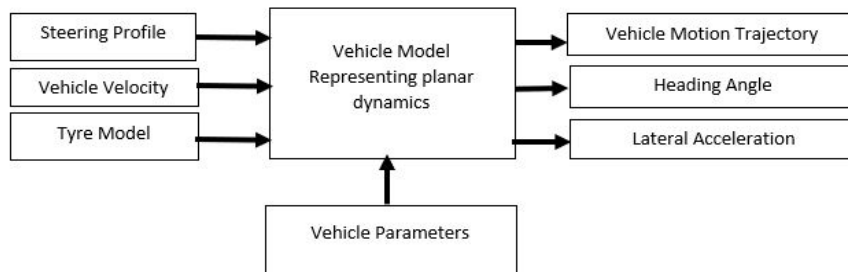 Steering Profile
Vehicle Velocity
Tyre Model
Vehicle Model
Representing planar
dynamics
Vehicle Motion Trajectory
Heading Angle
Lateral Acceleration
Vehicle Parameters